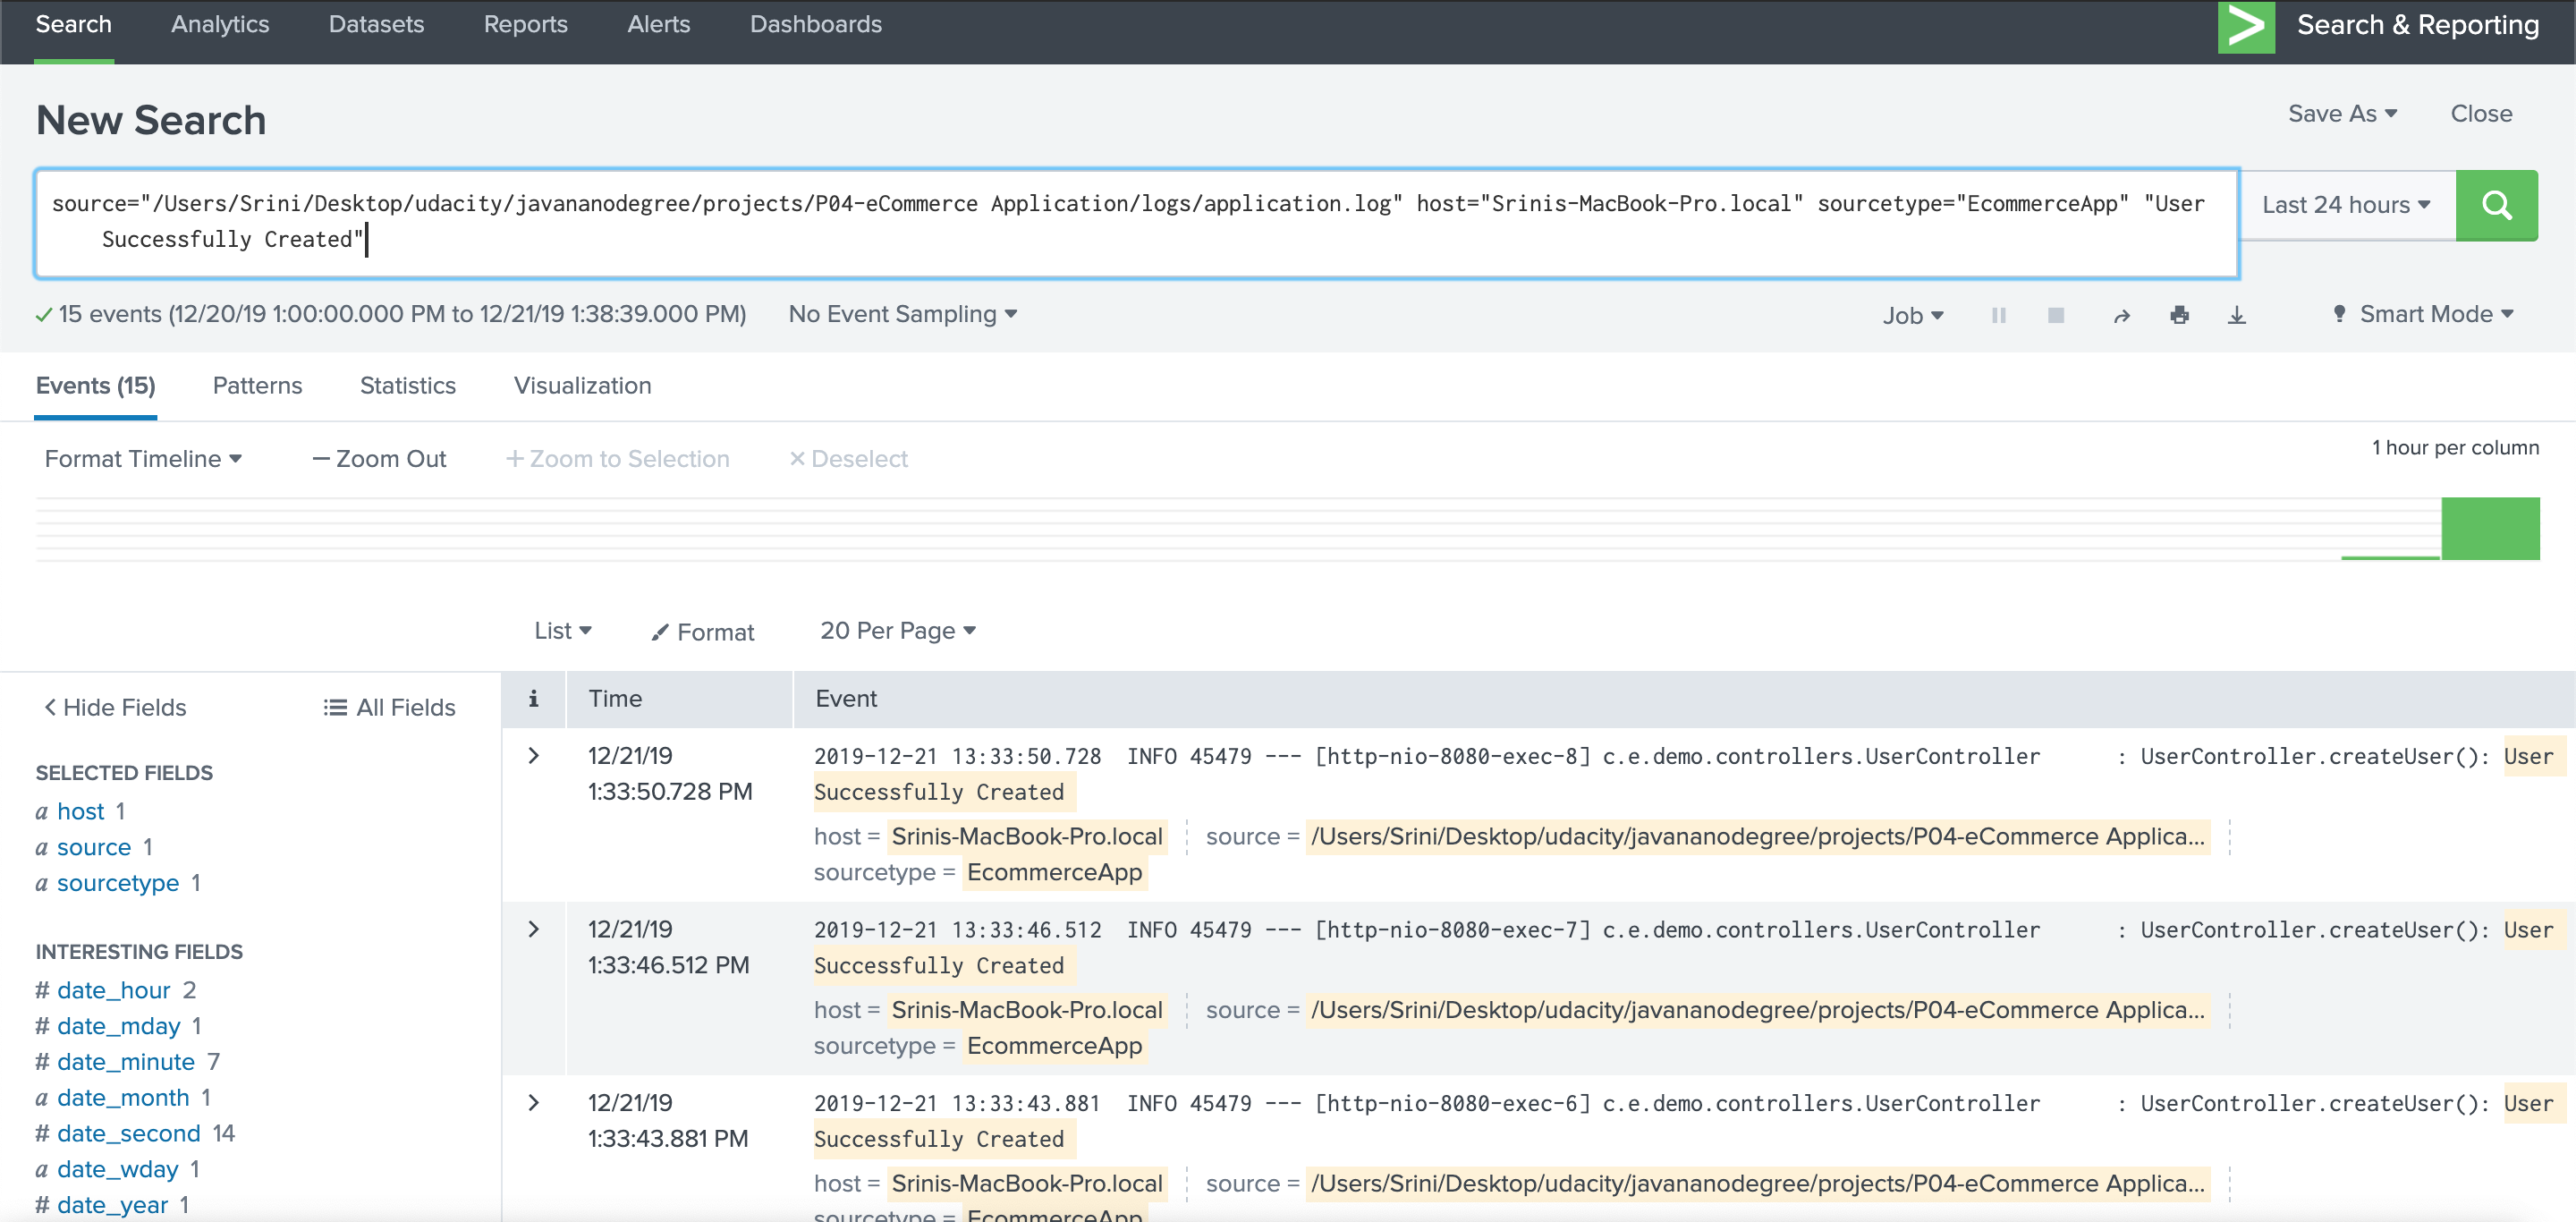 Search Analytics Datasets Reports Alerts Dashboards Search & Reporting
New Search
Save As Close
source="/Users/Srini/Desktop/udacity/javananodegree/projects/P04-eCommerce Application/logs/application.log" host="Srinis-MacBook-Pro.local" sourcetype="EcommerceApp" "User
Successfully Created"
Last 24 hours
15 events (12/20/19 1:00:00.000 PM to 12/21/19 1:38:39.000 PM) No Event Sampling Job Smart Mode
Events (15) Patterns Statistics Visualization
Format Timeline — Zoom Out + Zoom to Selection × Deselect
1 hour per column
List Format 20 Per Page
< Hide Fields All Fields
SELECTED FIELDS
a host 1
a source 1
a sourcetype 1
INTERESTING FIELDS
# date_hour 2
# date_mday 1
# date_minute 7
a date_month 1
# date_second 14
a date_wday 1
# date_year 1
i Time Event
12/21/19
1:33:50.728 PM
2019-12-21 13:33:50.728 INFO 45479 --- [http-nio-8080-exec-8] c.e.demo.controllers.UserController : UserController.createUser(): User
Successfully Created
host = Srinis-MacBook-Pro.local source = /Users/Srini/Desktop/udacity/javananodegree/projects/P04-eCommerce Applica...
sourcetype = EcommerceApp
12/21/19
1:33:46.512 PM
2019-12-21 13:33:46.512 INFO 45479 --- [http-nio-8080-exec-7] c.e.demo.controllers.UserController : UserController.createUser(): User
Successfully Created
host = Srinis-MacBook-Pro.local source = /Users/Srini/Desktop/udacity/javananodegree/projects/P04-eCommerce Applica...
sourcetype = EcommerceApp
12/21/19
1:33:43.881 PM
2019-12-21 13:33:43.881 INFO 45479 --- [http-nio-8080-exec-6] c.e.demo.controllers.UserController : UserController.createUser(): User
Successfully Created
host = Srinis-MacBook-Pro.local source = /Users/Srini/Desktop/udacity/javananodegree/projects/P04-eCommerce Applica...
sourcetype = EcommerceApp